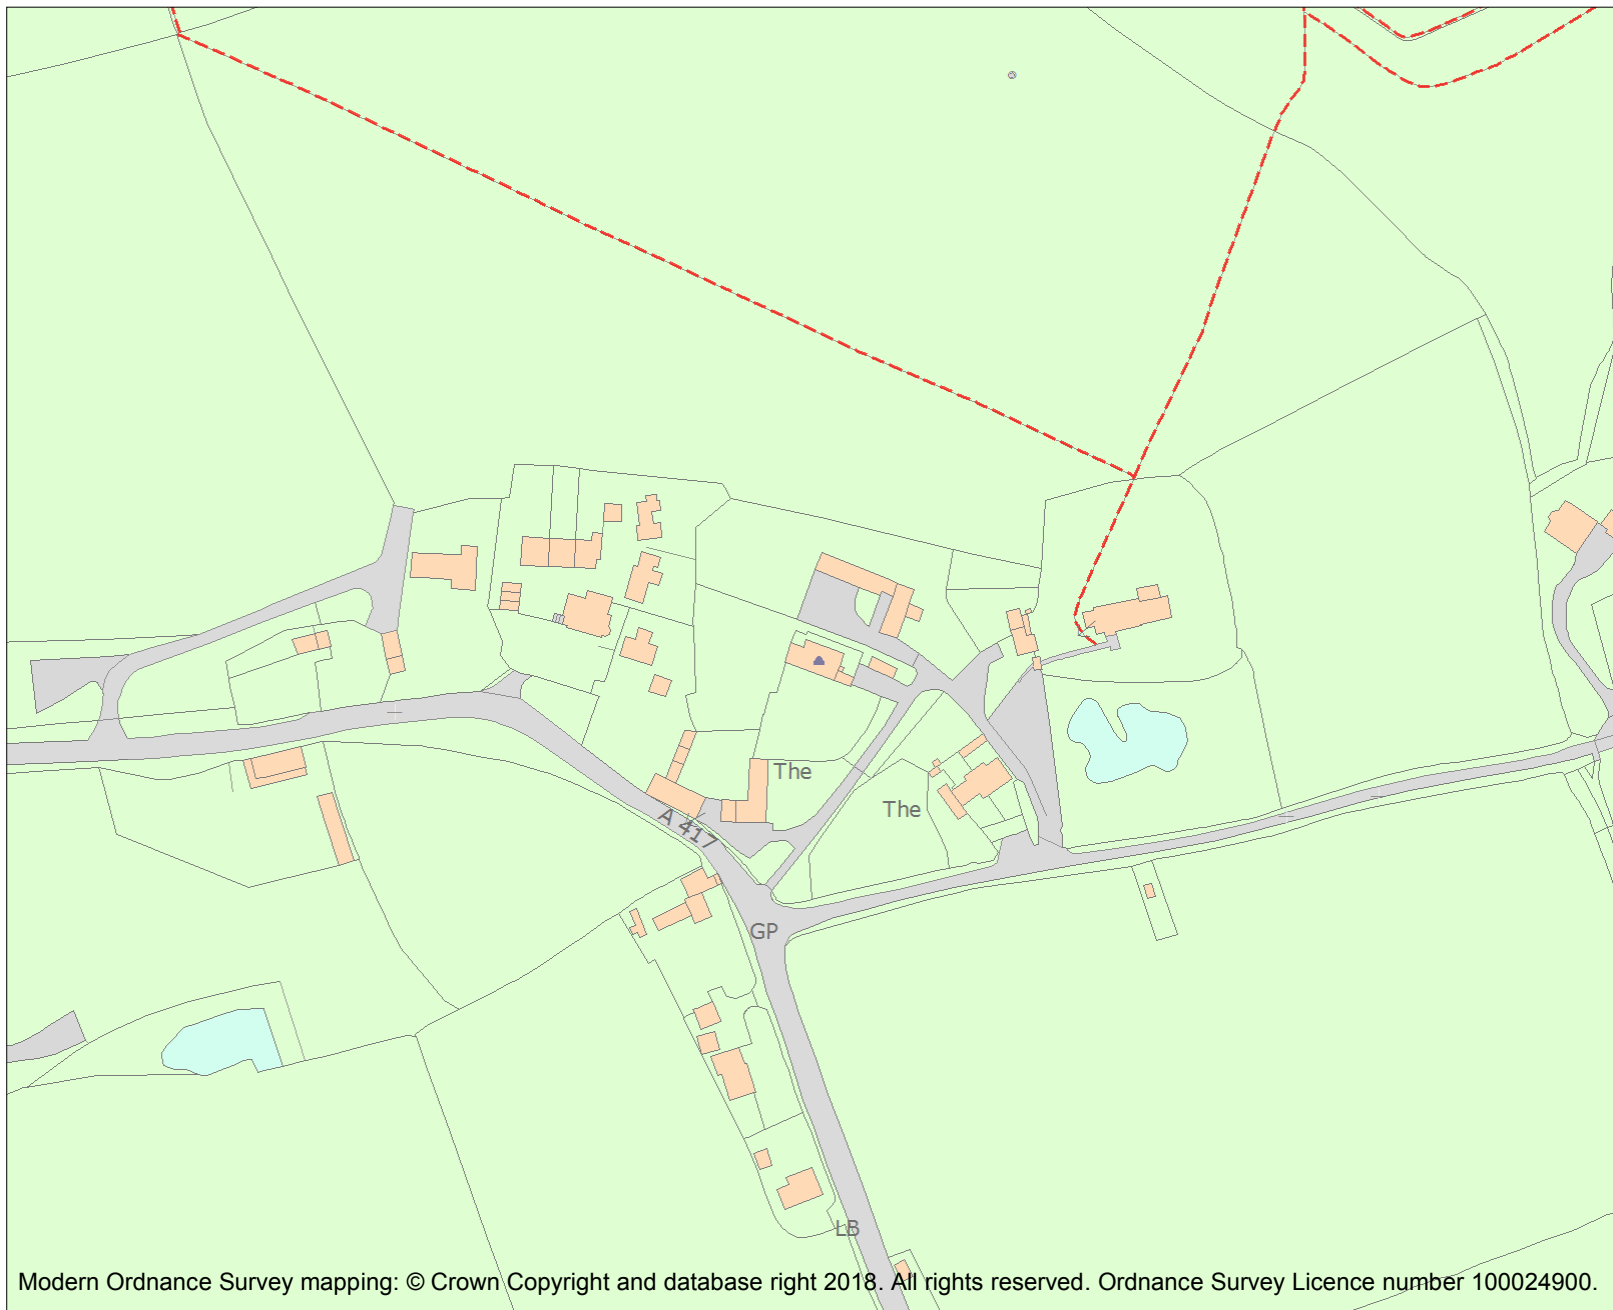 The
The
A 417
GP
LB
Modern Ordnance Survey mapping: © Crown Copyright and database right 2018. All rights reserved. Ordnance Survey Licence number 100024900.